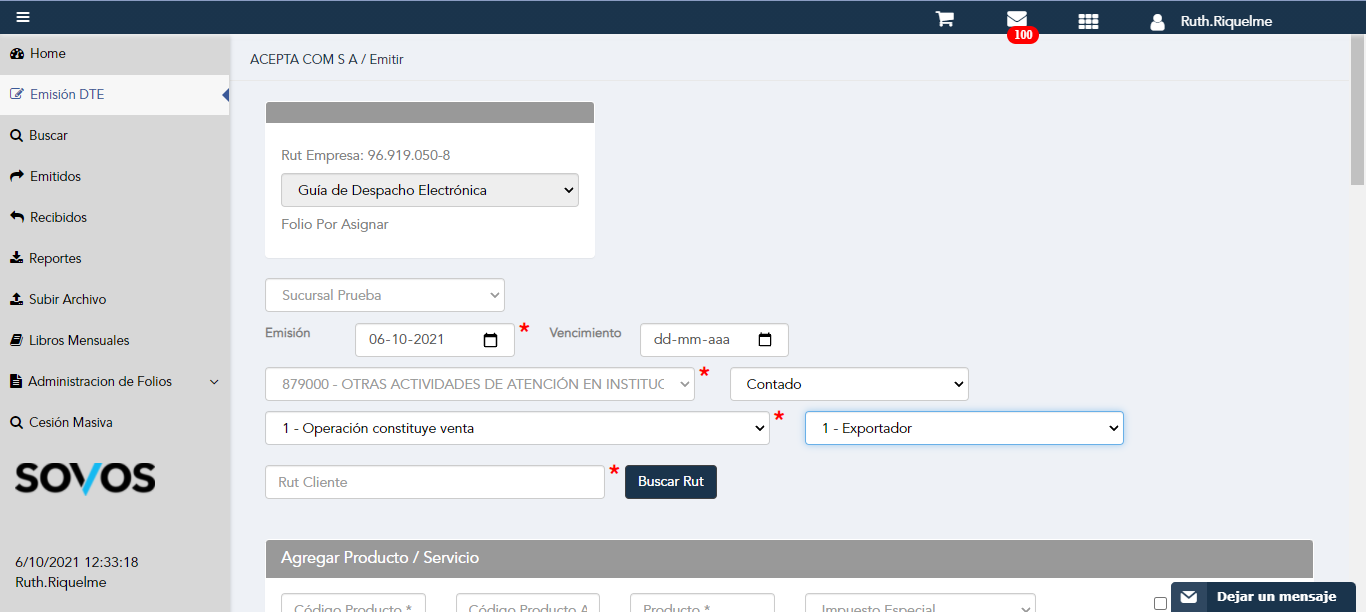 100
Ruth.Riquelme
Home
Emisión DTE
Buscar
Emitidos
Recibidos
Reportes
Subir Archivo
Libros Mensuales
Administracion de Folios
Cesión Masiva
SOVOS
6/10/2021 12:33:18
Ruth.Riquelme
ACEPTA COM S A / Emitir
Rut Empresa: 96.919.050-8
Guía de Despacho Electrónica
Folio Por Asignar
Sucursal Prueba
Emisión 06-10-2021 * Vencimiento dd-mm-aaa
879000 - OTRAS ACTIVIDADES DE ATENCIÓN EN INSTITUC * Contado
1 - Operación constituye venta * 1 - Exportador
Rut Cliente * Buscar Rut
Agregar Producto / Servicio
Código Producto * Código Producto A Producto * Impuesto Especial
Dejar un mensaje